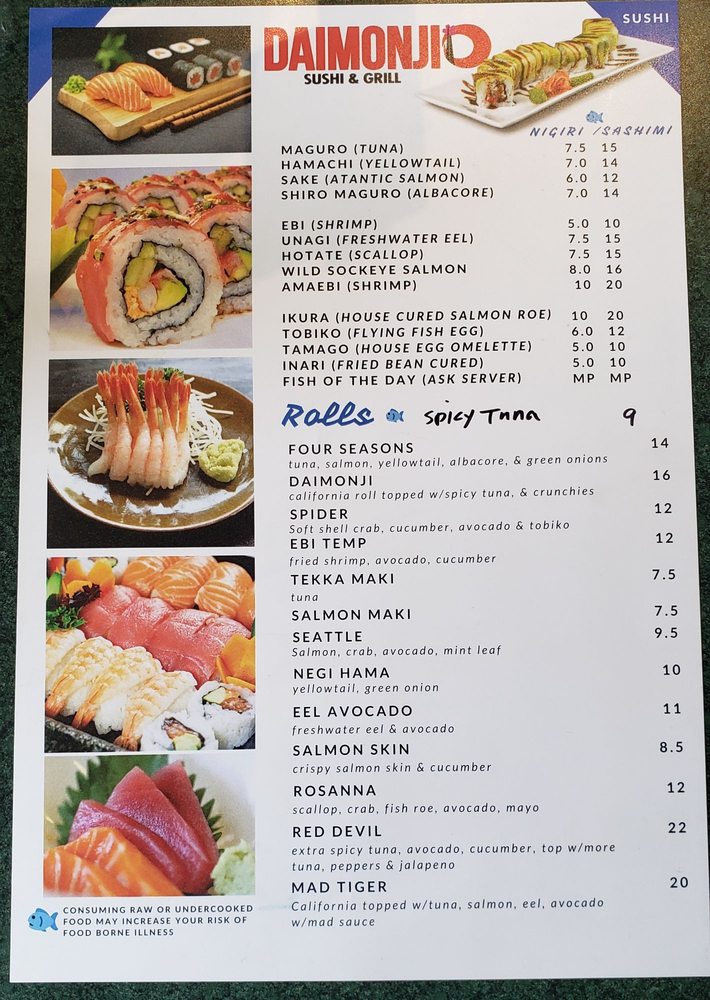 SUSHI
DAIMONJI
SUSHI & GRILL
NIGIRI / SASHIMI
MAGURO (TUNA) 7.5 15
HAMACHI (YELLOWTAIL) 7.0 14
SAKE (ATANTIC SALMON) 6.0 12
SHIRO MAGURO (ALBACORE) 7.0 14
EBI (SHRIMP) 5.0 10
UNAGI (FRESHWATER EEL) 7.5 15
HOTATE (SCALLOP) 7.5 15
WILD SOCKEYE SALMON 8.0 16
AMAEBI (SHRIMP) 10 20
IKURA (HOUSE CURED SALMON ROE) 10 20
TOBIKO (FLYING FISH EGG) 6.0 12
TAMAGO (HOUSE EGG OMELETTE) 5.0 10
INARI (FRIED BEAN CURED) 5.0 10
FISH OF THE DAY (ASK SERVER) MP MP
Rolls Spicy Tuna 9
FOUR SEASONS 14
tuna, salmon, yellowtail, albacore, & green onions
DAIMONJI 16
california roll topped w/spicy tuna, & crunchies
SPIDER 12
Soft shell crab, cucumber, avocado & tobiko
EBI TEMP 12
fried shrimp, avocado, cucumber
TEKKA MAKI 7.5
tuna
SALMON MAKI 7.5
SEATTLE 9.5
Salmon, crab, avocado, mint leaf
NEGI HAMA 10
yellowtail, green onion
EEL AVOCADO 11
freshwater eel & avocado
SALMON SKIN 8.5
crispy salmon skin & cucumber
ROSANNA 12
scallop, crab, fish roe, avocado, mayo
RED DEVIL 22
extra spicy tuna, avocado, cucumber, top w/more
tuna, peppers & jalapeno
MAD TIGER 20
California topped w/tuna, salmon, eel, avocado
w/mad sauce
CONSUMING RAW OR UNDERCOOKED
FOOD MAY INCREASE YOUR RISK OF
FOOD BORNE ILLNESS